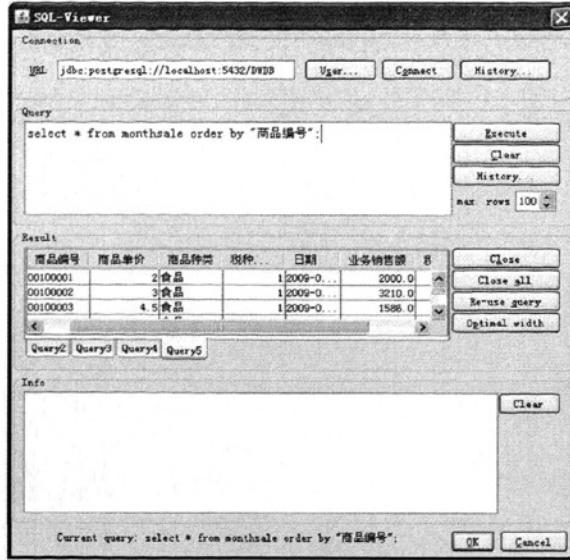 SQL-Viewer
Connection
URL jdbc:postgresql://localhost:5432/DWDB User... Connect History...
Query
select * from monthsale order by "商品编号";
Execute
Clear
History...
max rows 100
Result
商品编号 商品单价 商品种类 税种... 日期 业务销售额
00100001 2 食品 1 2009-0... 2000.0
00100002 3 食品 1 2009-0... 3210.0
00100003 4.5 食品 1 2009-0... 1586.0
Close
Close all
Re-use query
Optimal width
Query2 Query3 Query4 Query5
Info
Clear
Current query: select * from monthsale order by "商品编号";
OK Cancel